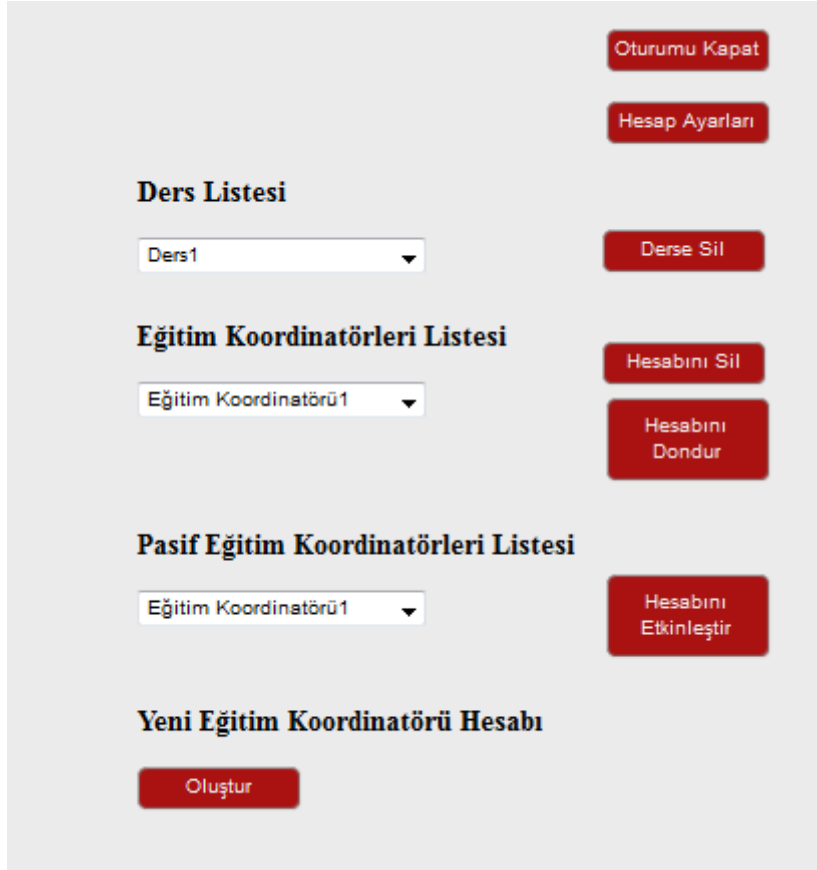 Oturumu Kapat
Hesap Ayarları
Ders Listesi
Ders1
Derse Sil
Eğitim Koordinatörleri Listesi
Hesabını Sil
Eğitim Koordinatörü1
Hesabını
Dondur
Pasif Eğitim Koordinatörleri Listesi
Eğitim Koordinatörü1
Hesabını
Etkinleştir
Yeni Eğitim Koordinatörü Hesabı
Oluştur